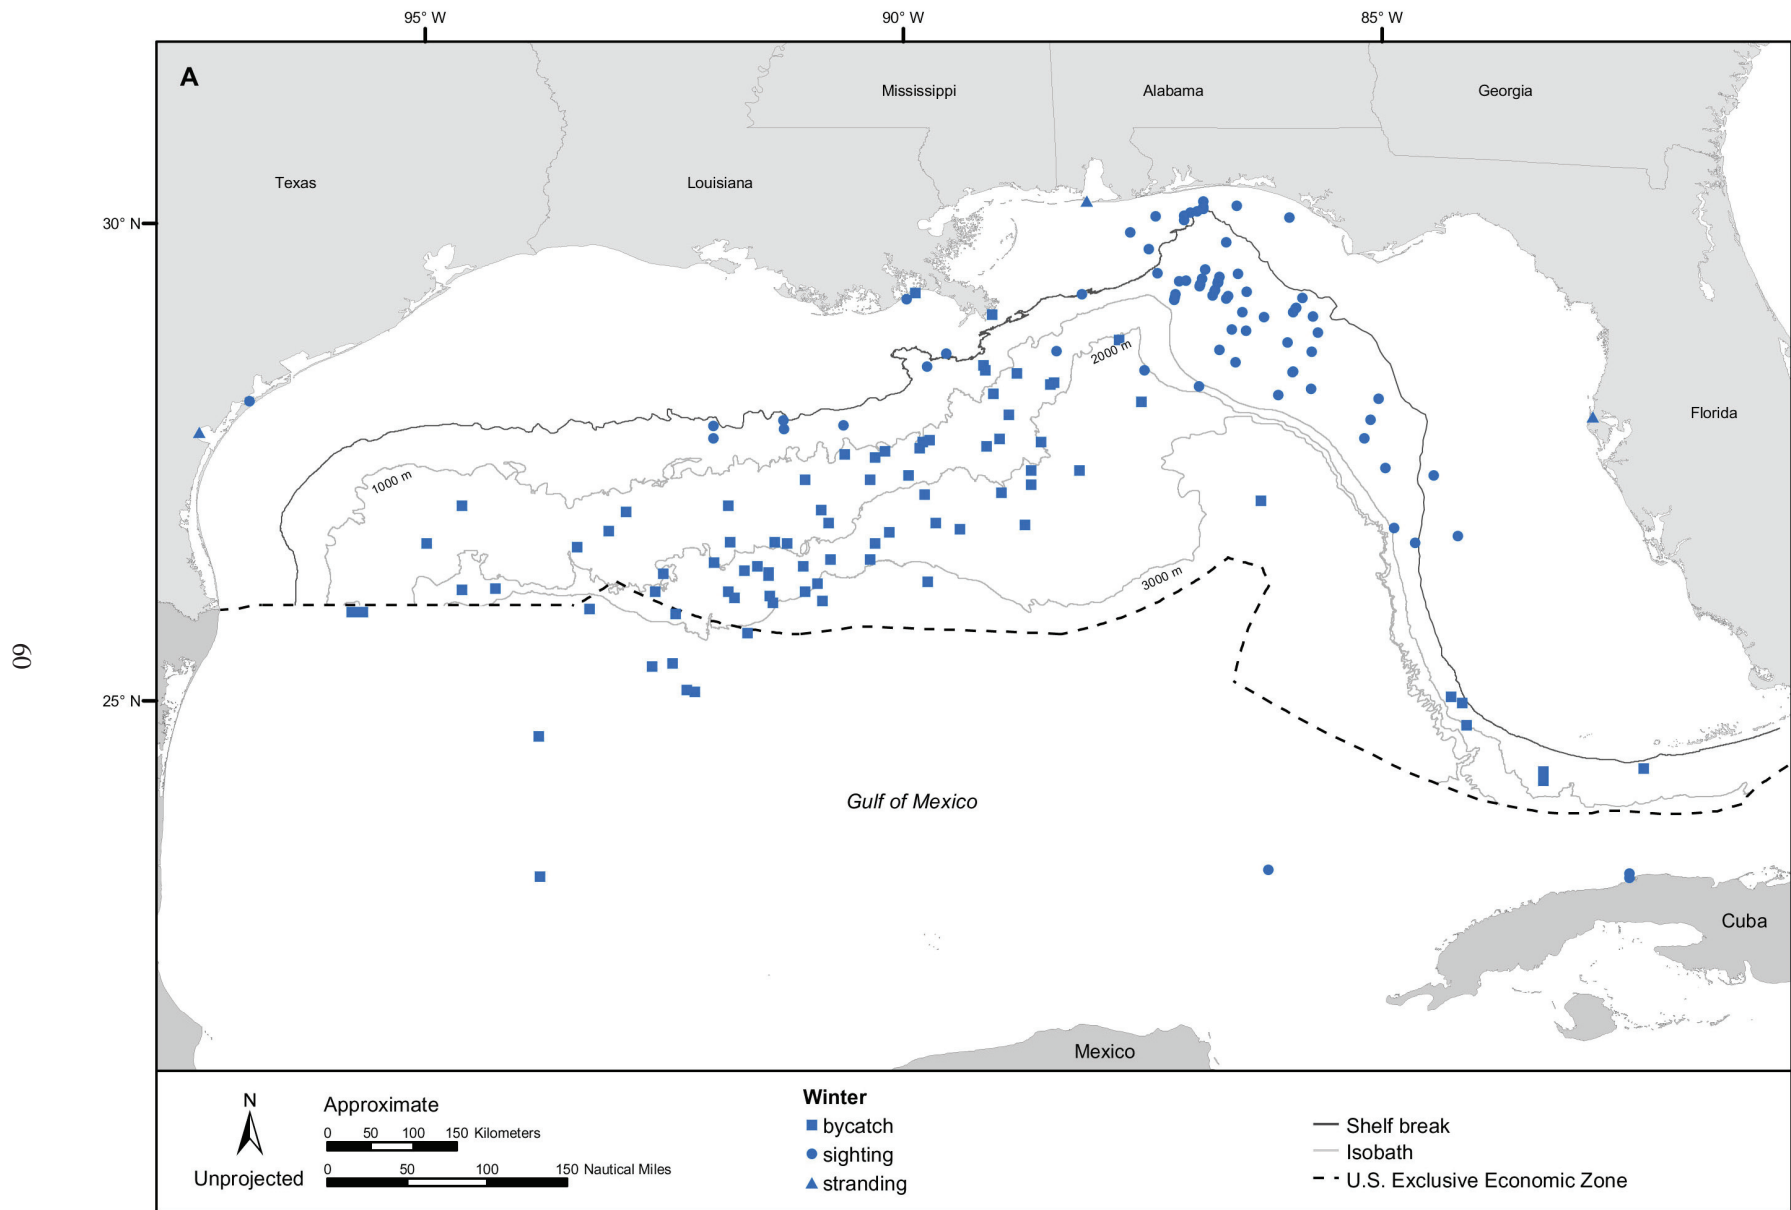 95° W
90° W
85° W
A
Mississippi
Alabama
Georgia
Texas
Louisiana
30° N
2000 m
Florida
1000 m
3000 m
60
25° N
Gulf of Mexico
Cuba
Mexico
N
Unprojected
Approximate
0 50 100 150 Kilometers
0 50 100 150 Nautical Miles
Winter
bycatch
sighting
stranding
Shelf break
Isobath
U.S. Exclusive Economic Zone